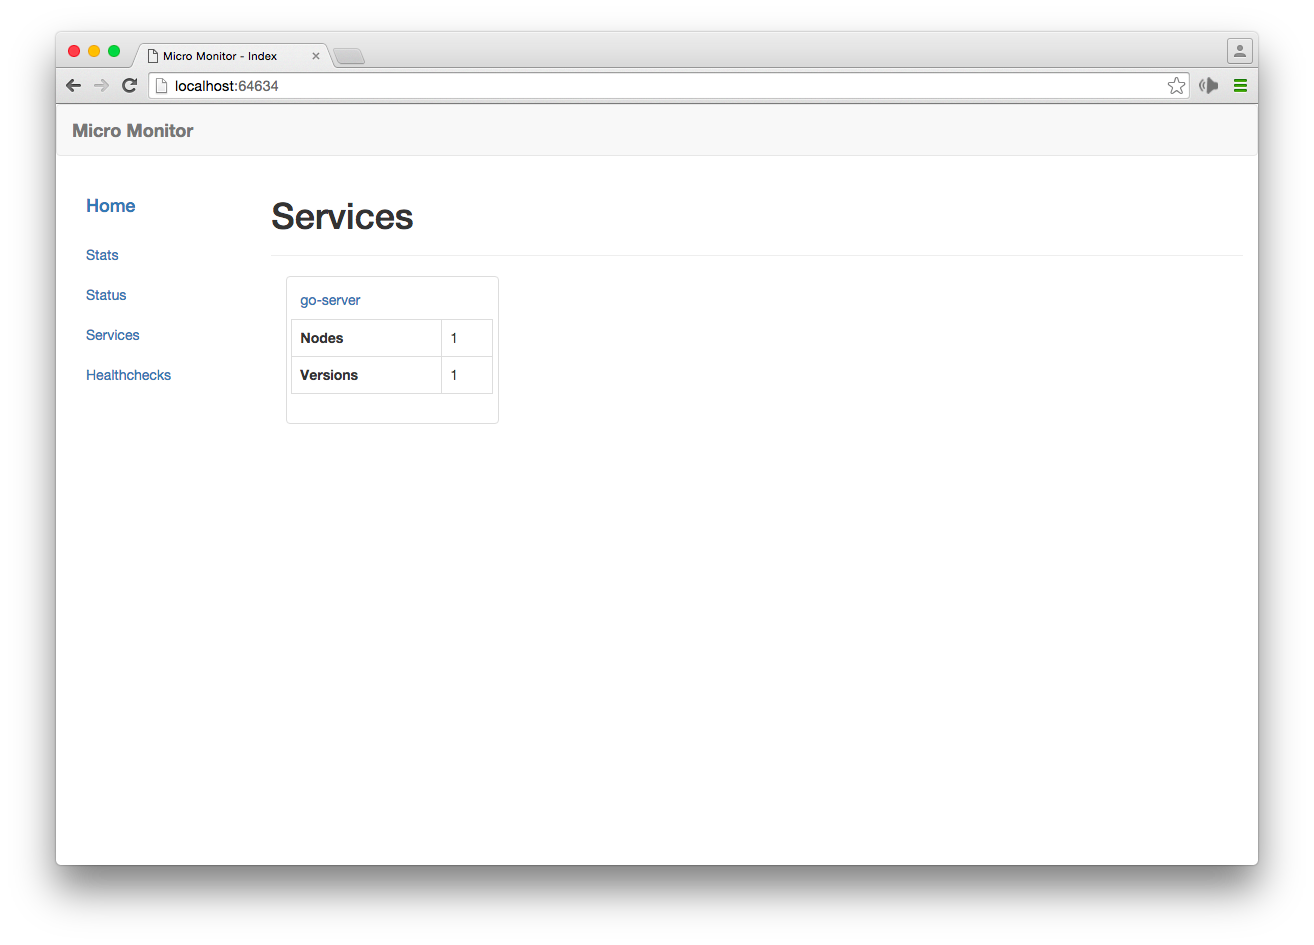 Micro Monitor - Index
localhost:64634
Micro Monitor
Home
Stats
Status
Services
Healthchecks
Services
go-server
Nodes 1
Versions 1